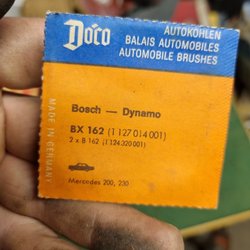 Doco
AUTOKOHLEN
BALAIS AUTOMOBILES
AUTOMOBILE BRUSHES
MADE IN GERMANY
Bosch — Dynamo
BX 162 (1 127 014 001)
2 x B 162 (1 124 320 001)
Mercedes 200, 230